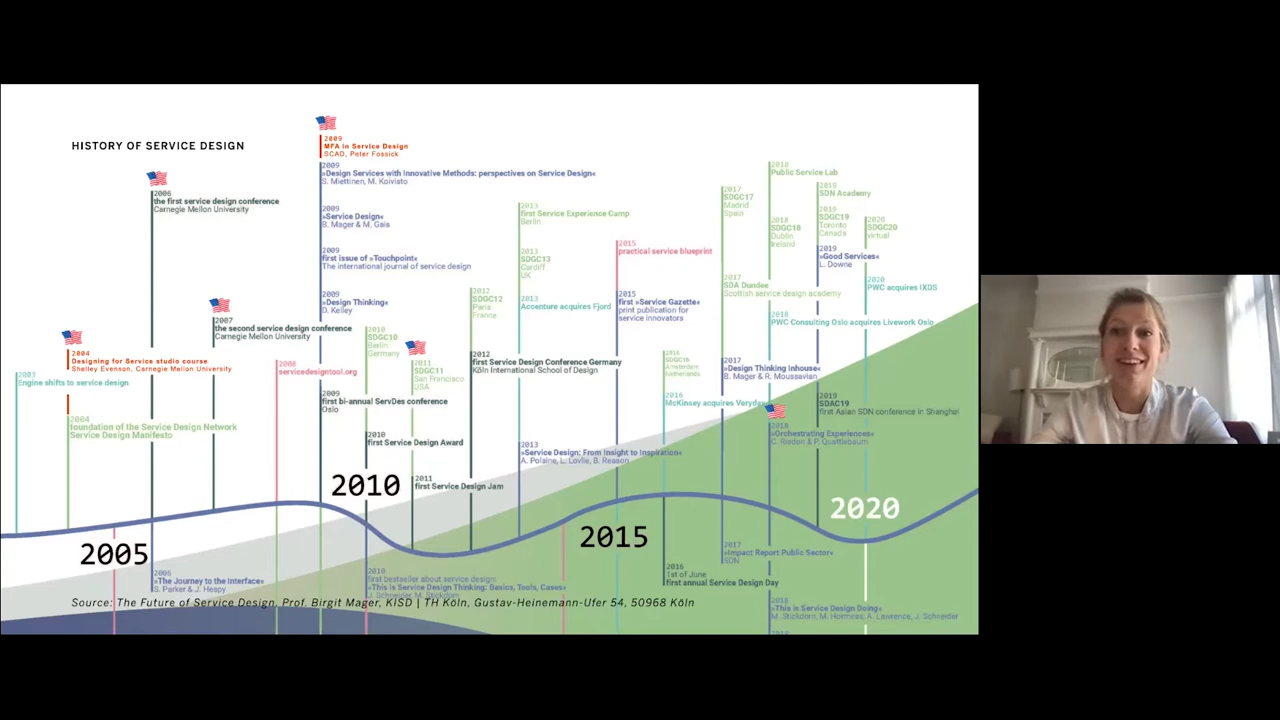 HISTORY OF SERVICE DESIGN
2003
Engine shifts to service design
2004
Designing for Service studio course
Shelley Evenson, Carnegie Mellon University
2004
foundation of the Service Design Network
Service Design Manifesto
2006
the first service design conference
Carnegie Mellon University
2007
the second service design conference
Carnegie Mellon University
2008
servicedesigntool.org
2009
MFA in Service Design
SCAD, Peter Fossick
2009
»Design Services with Innovative Methods: perspectives on Service Design«
S. Miettinen, M. Koivisto
2009
»Service Design«
B. Mager & M. Gais
2009
first issue of »Touchpoint«
The international journal of service design
2009
»Design Thinking«
D. Kelley
2009
first bi-annual ServDes conference
Oslo
2010
SDGC10
Berlin
Germany
2010
first Service Design Award
2011
SDGC11
San Francisco
USA
2011
first Service Design Jam
2012
SDGC12
Paris
France
2012
first Service Design Conference Germany
Köln International School of Design
2013
first Service Experience Camp
Berlin
2013
SDGC13
Cardiff
UK
2013
Accenture acquires Fjord
2013
»Service Design: From Insight to Inspiration«
A. Polaine, L. Lovlie, B. Reason
2015
practical service blueprint
2015
first »Service Gazette«
print publication for
service innovators
2016
SDGC16
Amsterdam
Netherlands
2016
McKinsey acquires Veryday
2017
SDGC17
Madrid
Spain
2017
SDA Dundee
Scottish service design academy
2017
»Design Thinking Inhouse«
B. Mager & R. Moussavian
2018
Public Service Lab
2018
SDGC18
Dublin
Ireland
2018
PWC Consulting Oslo acquires Livework Oslo
2018
»Orchestrating Experiences«
C. Risdon & P. Quattlebaum
2019
SDN Academy
2019
SDGC19
Toronto
Canada
2019
»Good Services«
L. Downe
2019
SDAC19
first Asian SDN conference in Shanghai
2020
SDGC20
virtual
2020
PWC acquires IXDS
2005
2010
2015
2020
2006
»The Journey to the Interface«
S. Parker & J. Heapy
2010
first bestseller about service design:
»This is Service Design Thinking: Basics, Tools, Cases«
J. Schneider, M. Stickdorn
2016
1st of June
first annual Service Design Day
2017
»Impact Report Public Sector«
SDN
2018
»This is Service Design Doing«
M. Stickdorn, M. Hormess, A. Lawrence, J. Schneider
Source: The Future of Service Design, Prof. Birgit Mager, KISD | TH Köln, Gustav-Heinemann-Ufer 54, 50968 Köln